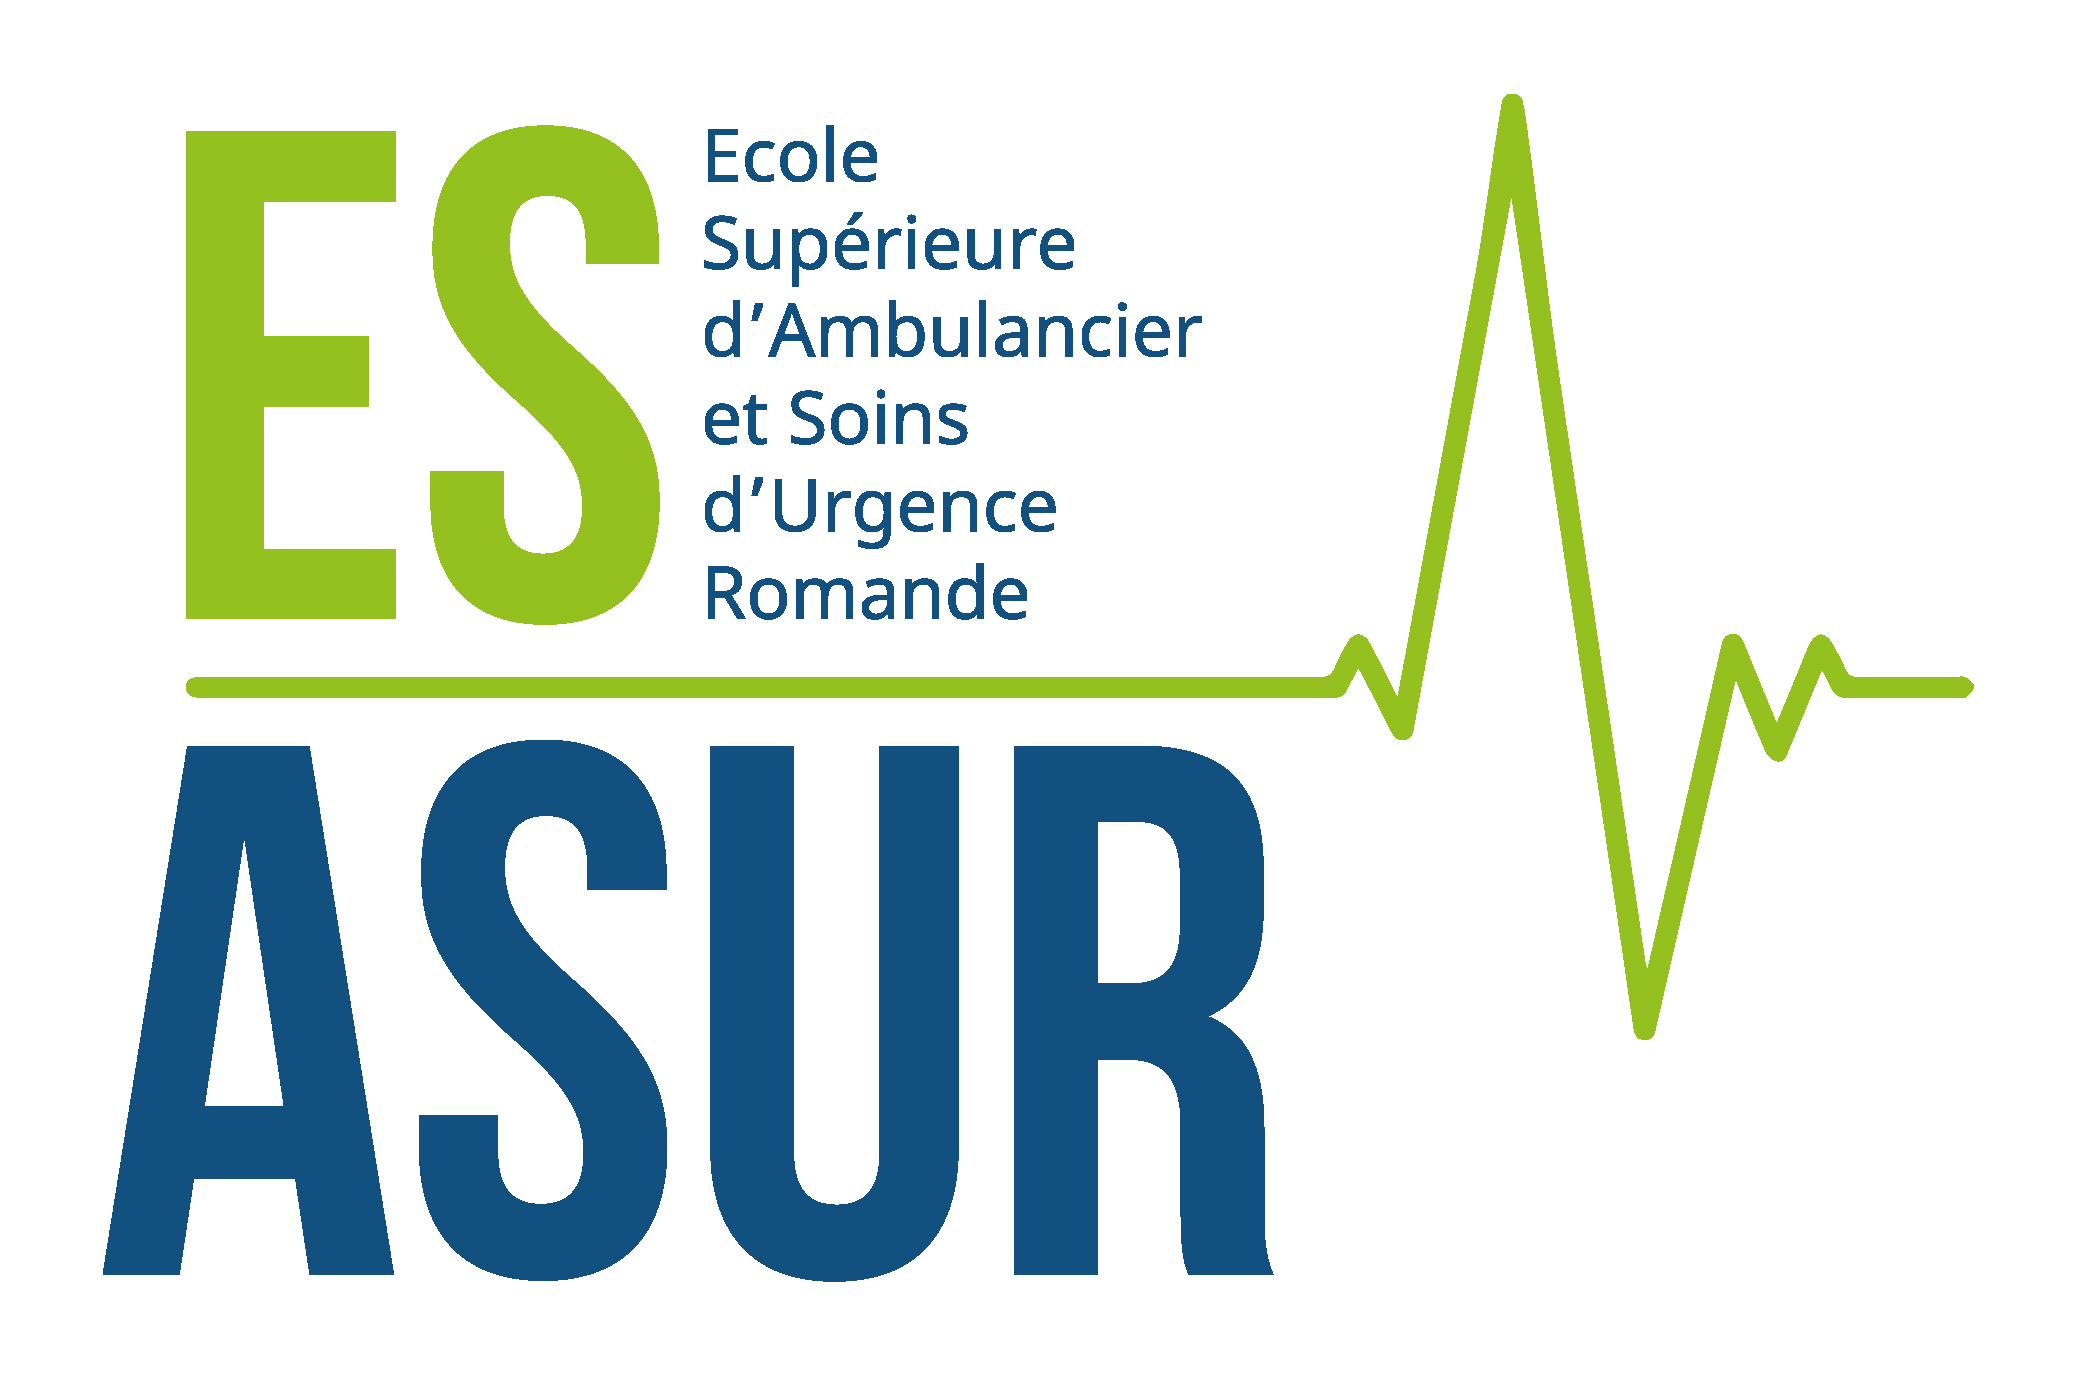 ES
Ecole
Supérieure
d’Ambulancier
et Soins
d’Urgence
Romande
ASUR